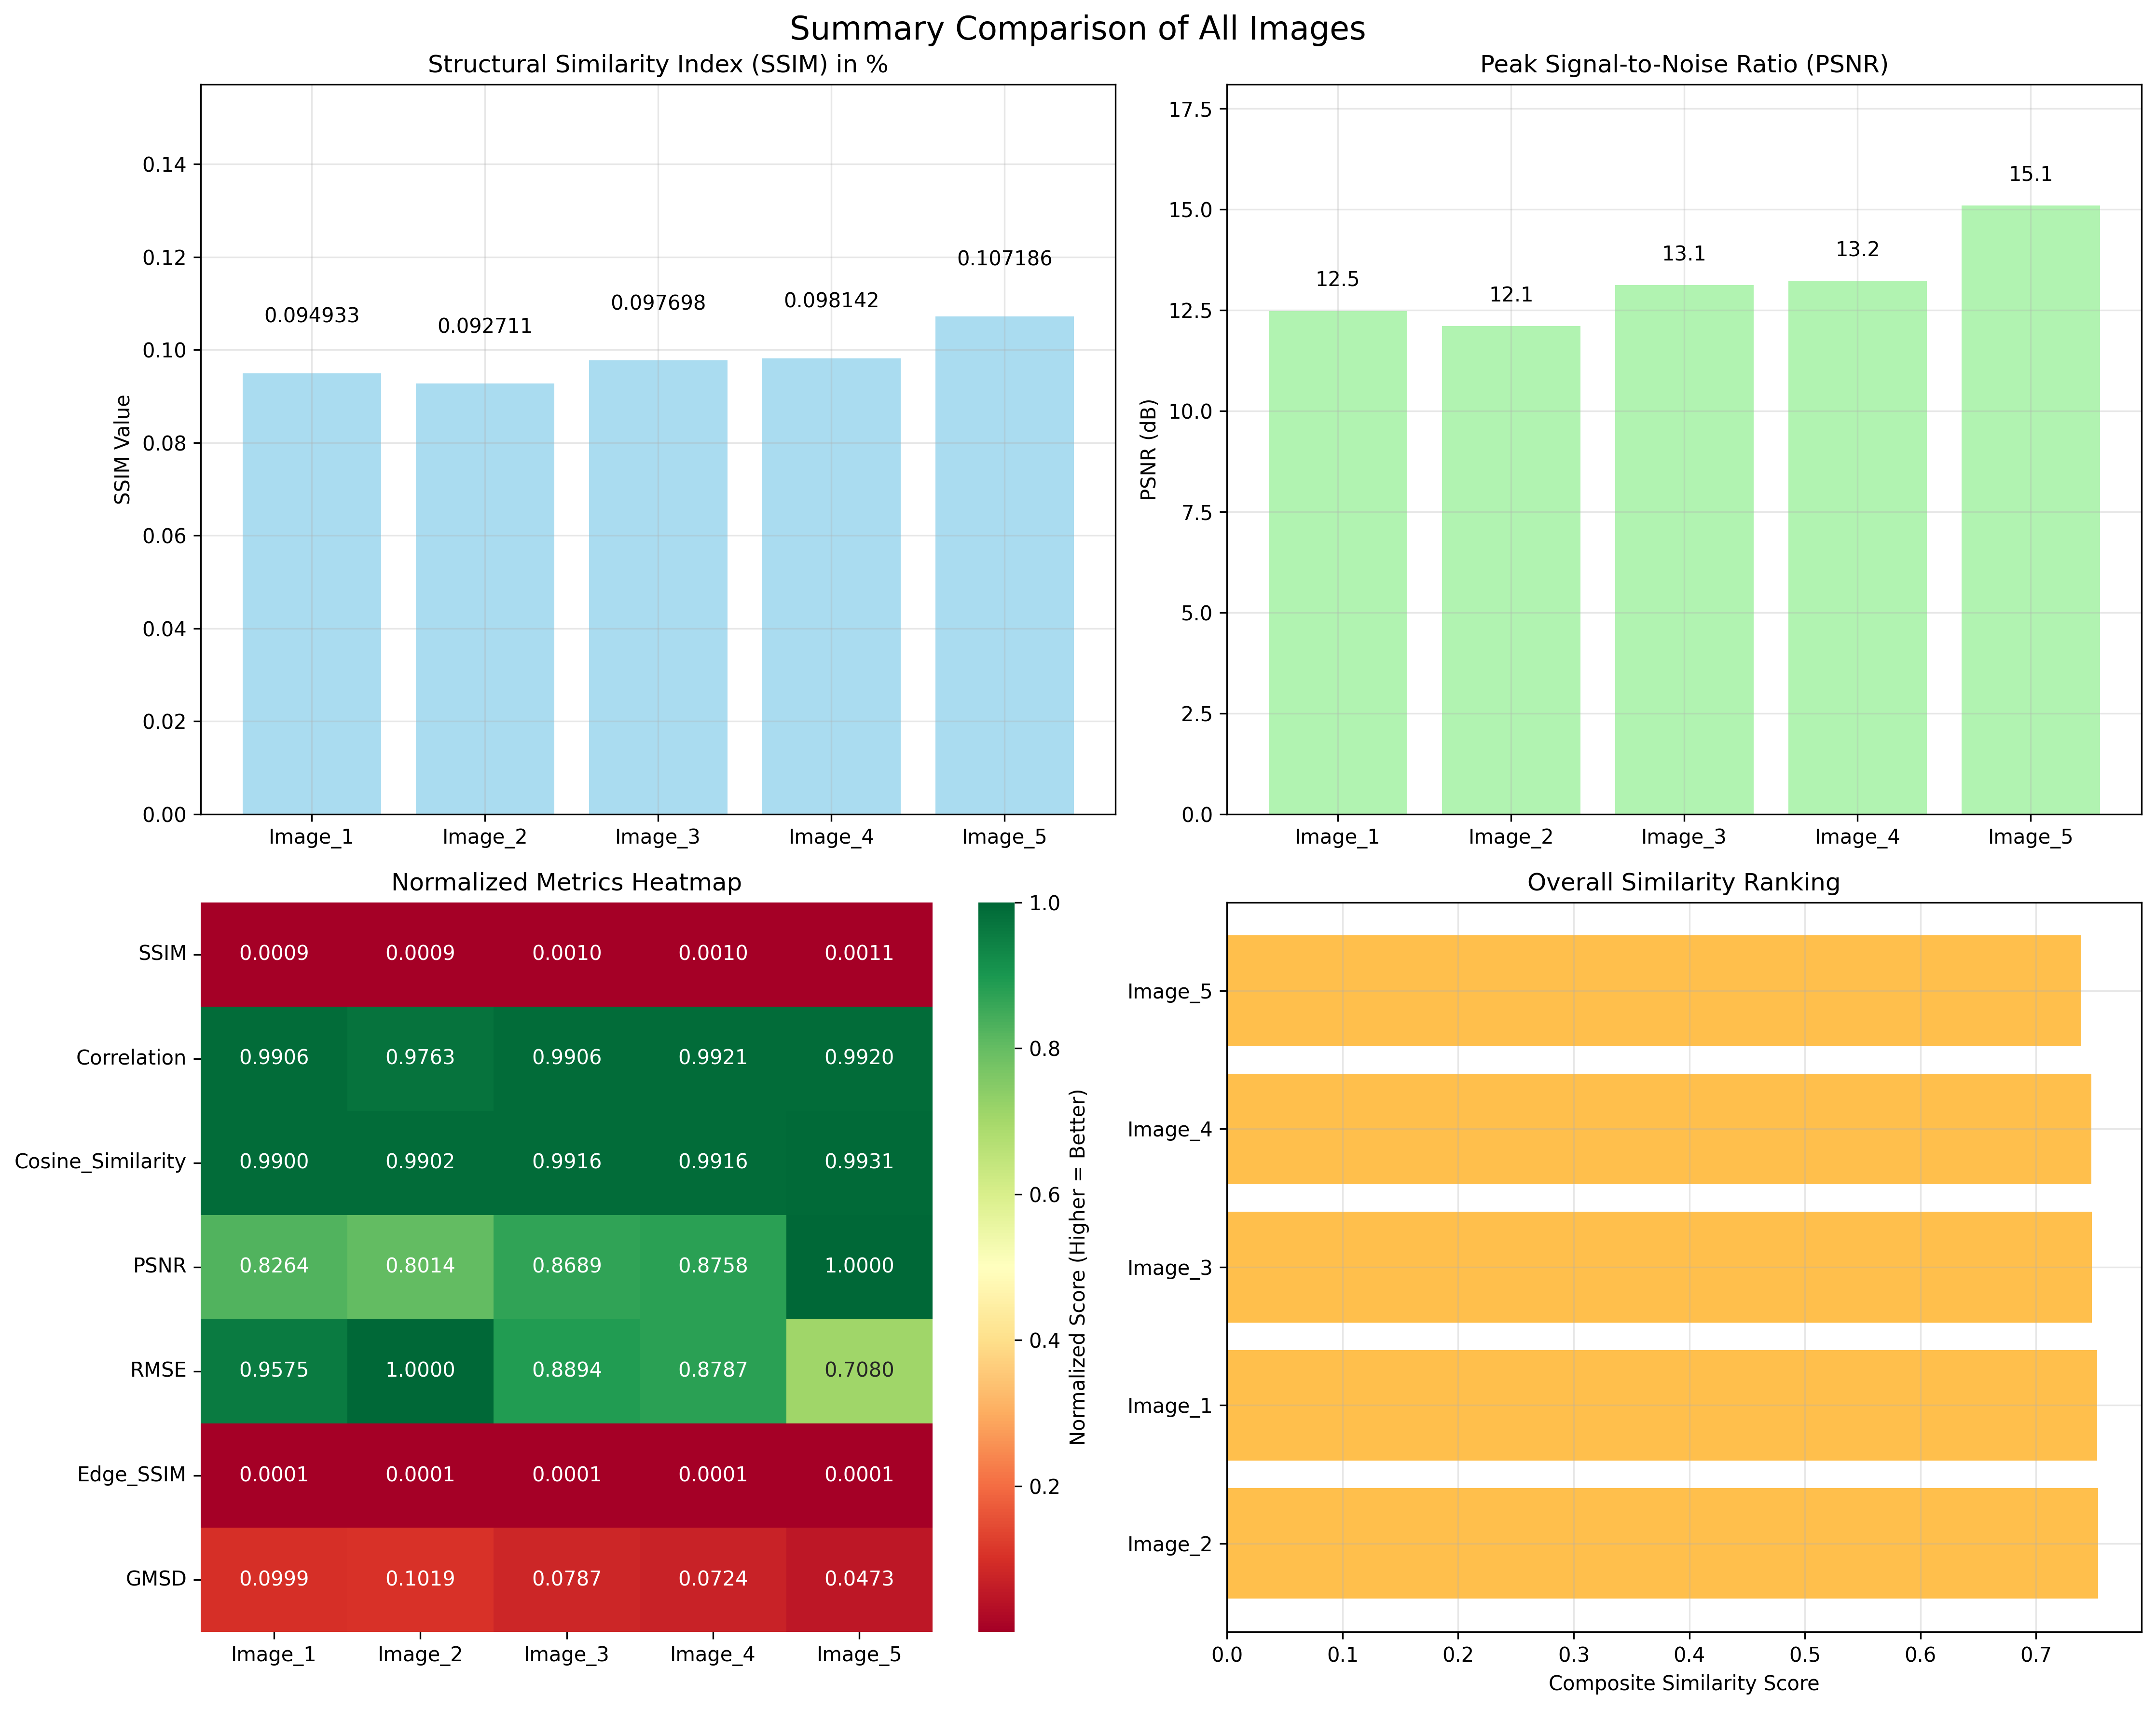 Summary Comparison of All Images
Structural Similarity Index (SSIM) in %
SSIM Value
0.14
0.12
0.10
0.08
0.06
0.04
0.02
0.00
0.094933
0.092711
0.097698
0.098142
0.107186
Image_1 Image_2 Image_3 Image_4 Image_5
Peak Signal-to-Noise Ratio (PSNR)
PSNR (dB)
17.5
15.0
12.5
10.0
7.5
5.0
2.5
0.0
12.5
12.1
13.1
13.2
15.1
Image_1 Image_2 Image_3 Image_4 Image_5
Normalized Metrics Heatmap
SSIM 0.0009 0.0009 0.0010 0.0010 0.0011
Correlation 0.9906 0.9763 0.9906 0.9921 0.9920
Cosine_Similarity 0.9900 0.9902 0.9916 0.9916 0.9931
PSNR 0.8264 0.8014 0.8689 0.8758 1.0000
RMSE 0.9575 1.0000 0.8894 0.8787 0.7080
Edge_SSIM 0.0001 0.0001 0.0001 0.0001 0.0001
GMSD 0.0999 0.1019 0.0787 0.0724 0.0473
Image_1 Image_2 Image_3 Image_4 Image_5
1.0
0.8
0.6
0.4
0.2
Normalized Score (Higher = Better)
Overall Similarity Ranking
Image_5
Image_4
Image_3
Image_1
Image_2
0.0 0.1 0.2 0.3 0.4 0.5 0.6 0.7
Composite Similarity Score